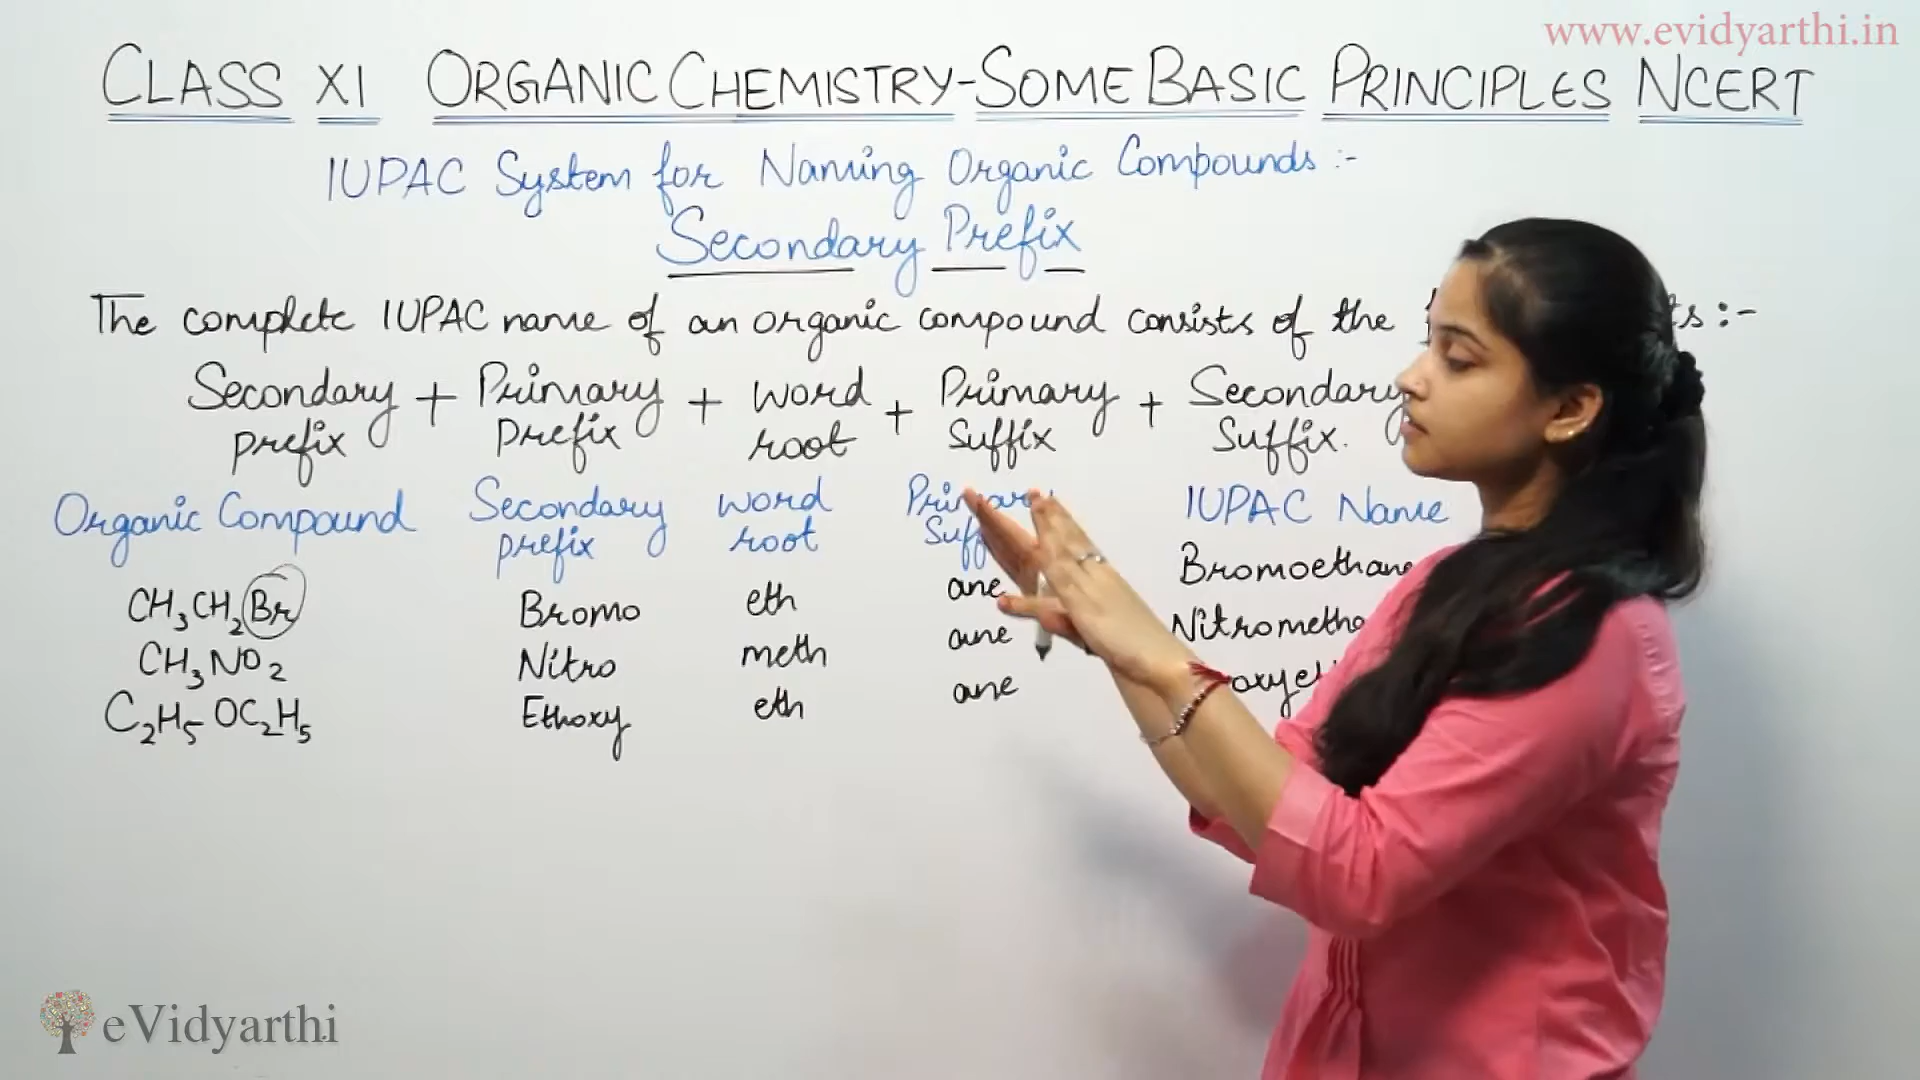 www.evidyarthi.in
CLASS XI ORGANIC CHEMISTRY-SOME BASIC PRINCIPLES NCERT
IUPAC System for Naming Organic Compounds :-
Secondary Prefix
The complete IUPAC name of an organic compound consists of the :-
Secondary prefix + Primary prefix + word root + Primary suffix + Secondary suffix.
Organic Compound Secondary prefix word root Primary IUPAC Name
CH3CH2Br Bromo eth ane Bromoethane
CH3NO2 Nitro meth ane
C2H5OC2H5 Ethoxy eth ane
eVidyarthi